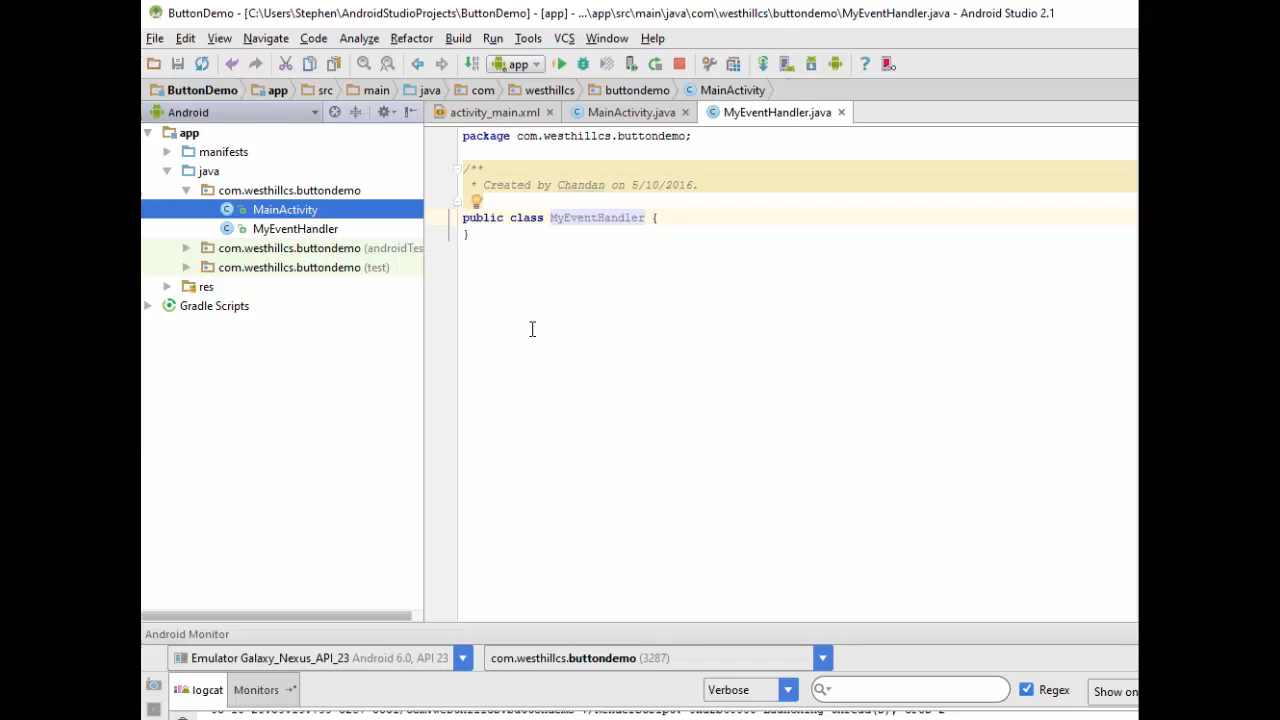 ButtonDemo - [C:\Users\Stephen\AndroidStudioProjects\ButtonDemo] - [app] - ...\app\src\main\java\com\westhillcs\buttondemo\MyEventHandler.java - Android Studio 2.1
File Edit View Navigate Code Analyze Refactor Build Run Tools VCS Window Help
app
ButtonDemo app src main java com westhillcs buttondemo MainActivity
Android
activity_main.xml MainActivity.java MyEventHandler.java
app
manifests
java
com.westhillcs.buttondemo
MainActivity
MyEventHandler
com.westhillcs.buttondemo (androidTes
com.westhillcs.buttondemo (test)
res
Gradle Scripts
package com.westhillcs.buttondemo;
/**
* Created by Chandan on 5/10/2016.
public class MyEventHandler {
}
Android Monitor
Emulator Galaxy_Nexus_API_23 Android 6.0, API 23 com.westhillcs.buttondemo (3287)
logcat Monitors Verbose Regex Show on